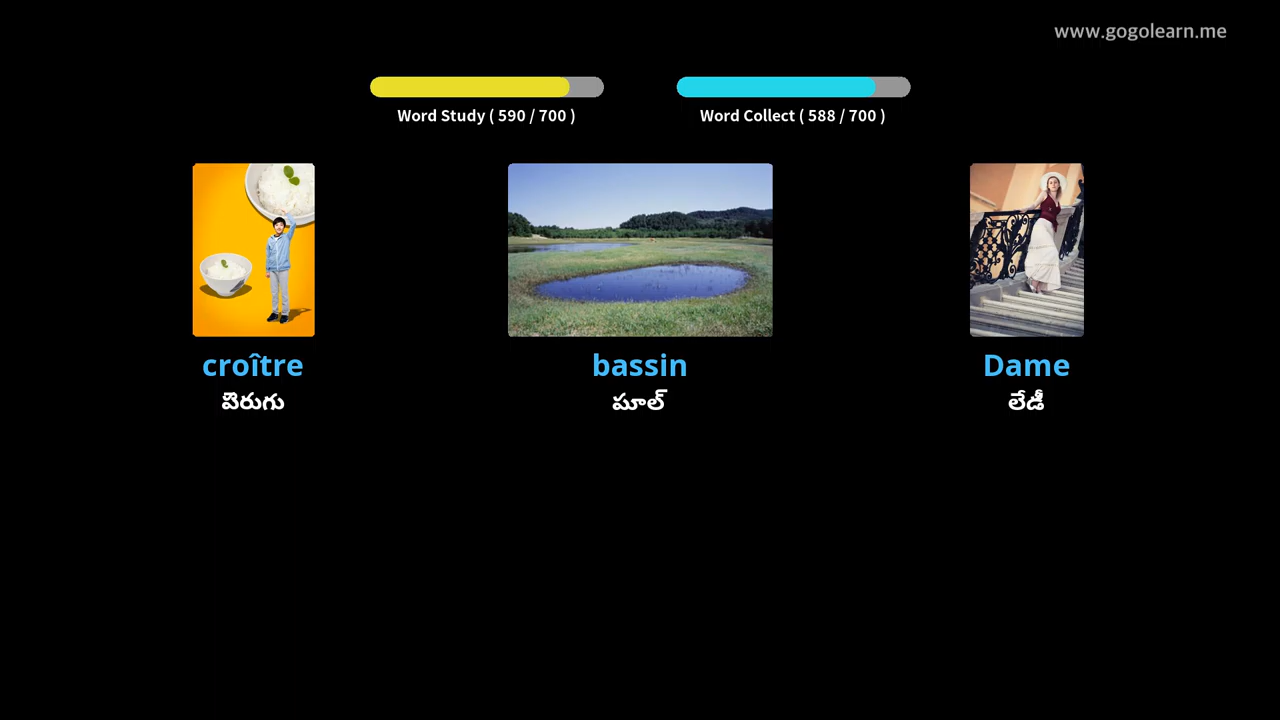 www.gogolearn.me
Word Study ( 590 / 700 )
Word Collect ( 588 / 700 )
croître
bassin
Dame
పెరుగు
పూల్
లేడీ